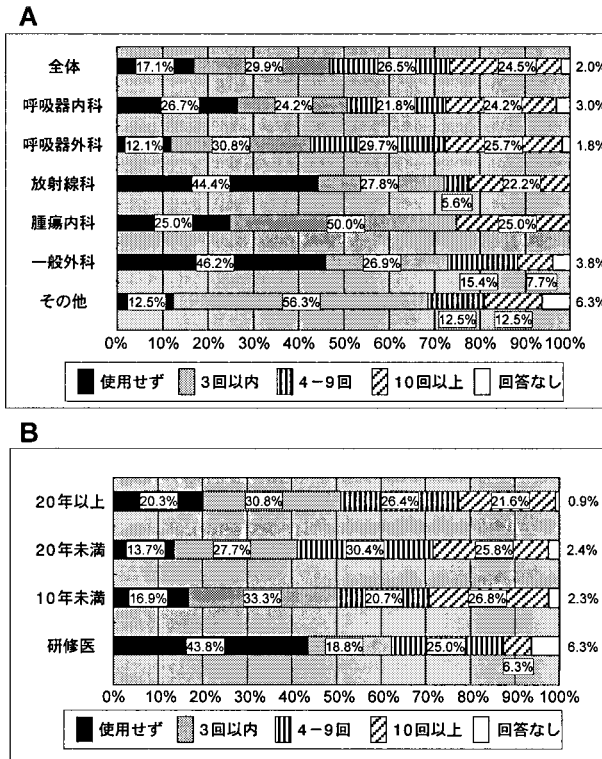 A
全体 17.1% 29.9% 26.5% 24.5% 2.0%
呼吸器内科 26.7% 24.2% 21.8% 24.2% 3.0%
呼吸器外科 12.1% 30.8% 29.7% 25.7% 1.8%
放射線科 44.4% 27.8% 22.2%
5.6%
腫瘍内科 25.0% 50.0% 25.0%
一般外科 46.2% 26.9% 3.8%
15.4% 7.7%
その他 12.5% 56.3% 6.3%
12.5% 12.5%
0% 10% 20% 30% 40% 50% 60% 70% 80% 90% 100%
使用せず 3回以内 4－9回 10回以上 回答なし
B
20年以上 20.3% 30.8% 26.4% 21.6% 0.9%
20年未満 13.7% 27.7% 30.4% 25.8% 2.4%
10年未満 16.9% 33.3% 20.7% 26.8% 2.3%
研修医 43.8% 18.8% 25.0% 6.3%
6.3%
0% 10% 20% 30% 40% 50% 60% 70% 80% 90% 100%
使用せず 3回以内 4－9回 10回以上 回答なし